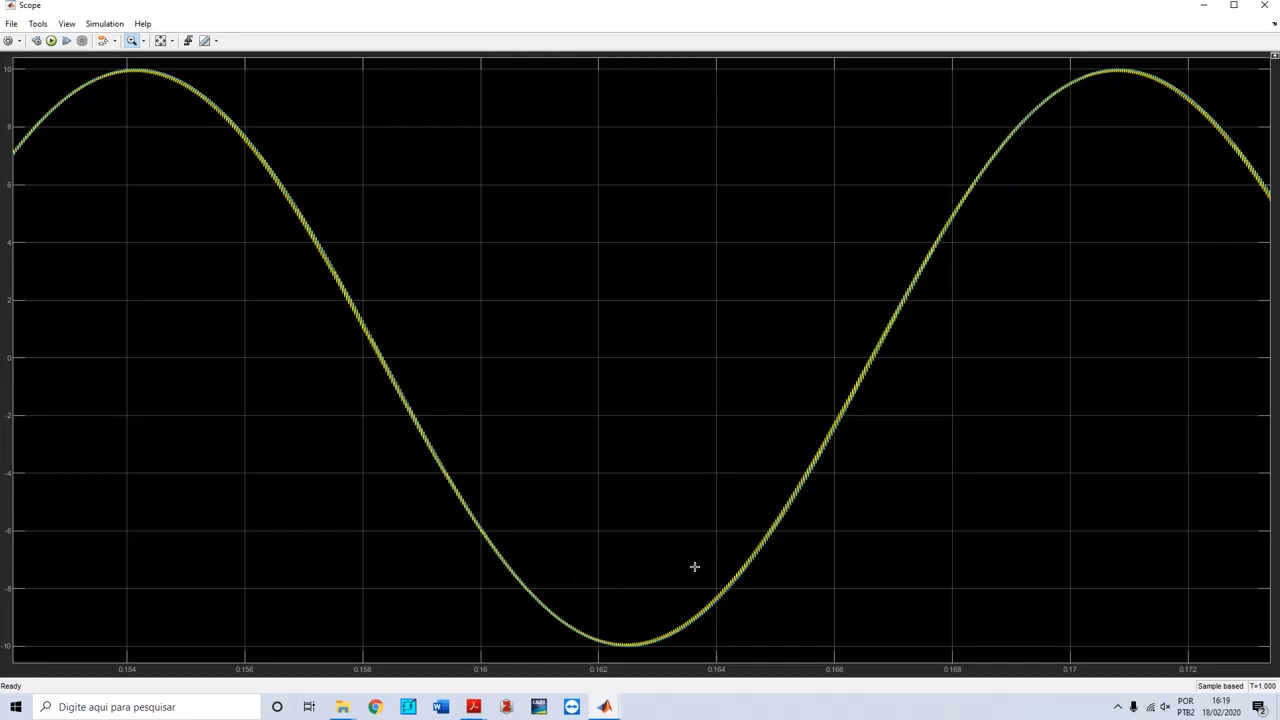 Scope
File Tools View Simulation Help
10
8
6
4
2
0
-2
-4
-6
-8
-10
0.154 0.156 0.158 0.16 0.162 0.164 0.166 0.168 0.17 0.172
Ready
Sample based T=1.000
Digite aqui para pesquisar
POR
PTB2
16:19
18/02/2020
2